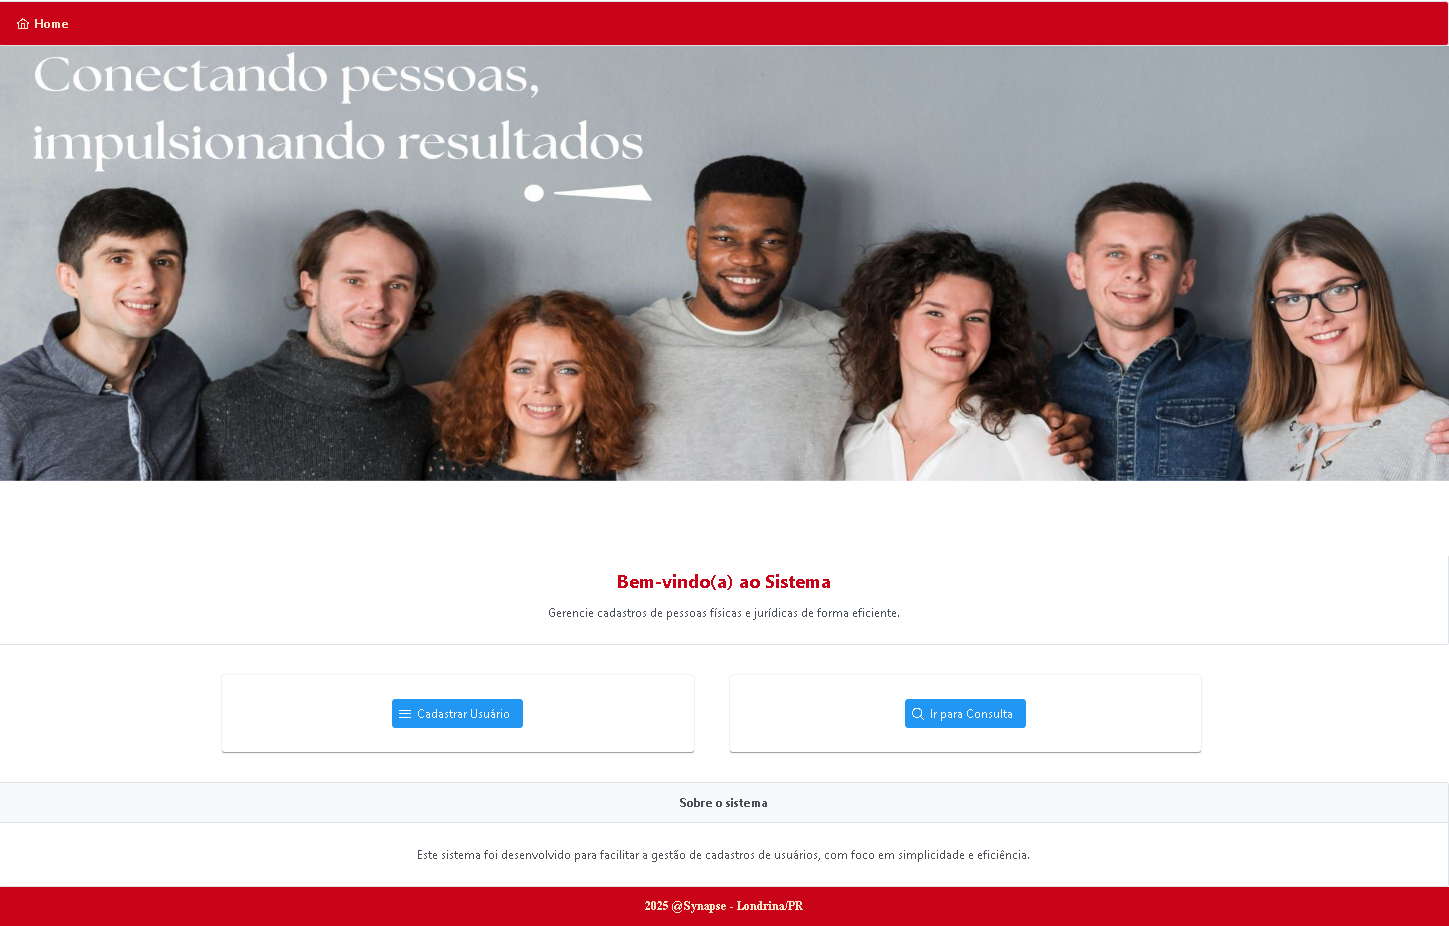 Home
Conectando pessoas,
impulsionando resultados
Bem-vindo(a) ao Sistema
Gerencie cadastros de pessoas físicas e jurídicas de forma eficiente.
Cadastrar Usuário
Ir para Consulta
Sobre o sistema
Este sistema foi desenvolvido para facilitar a gestão de cadastros de usuários, com foco em simplicidade e eficiência.
2025 @Synapse - Londrina/PR